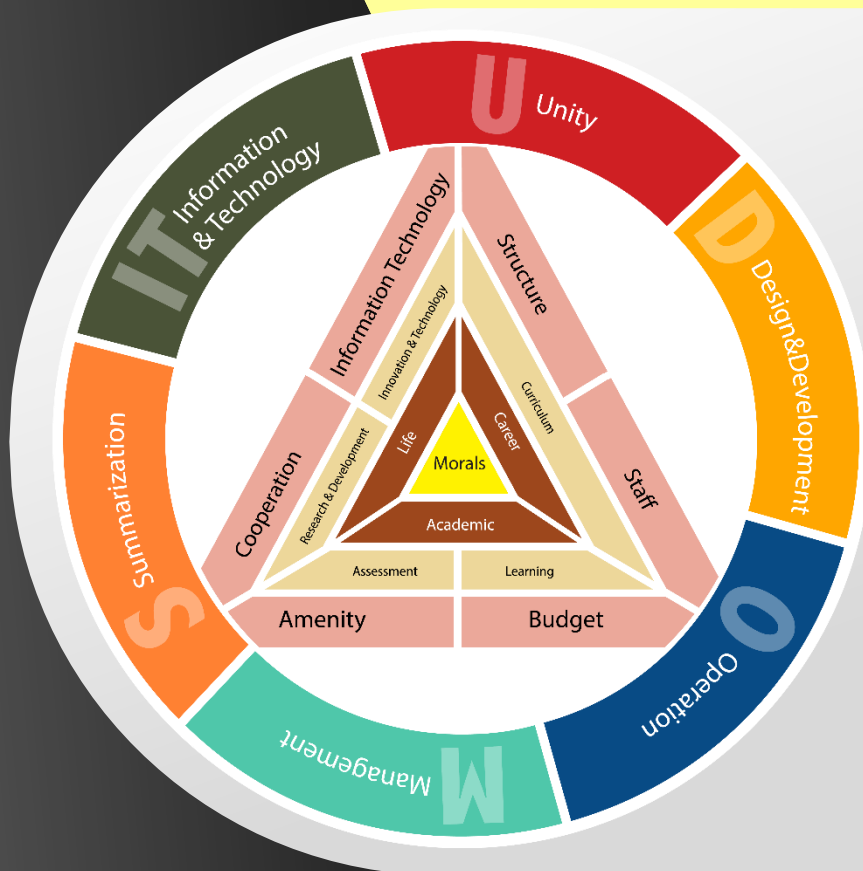 U Unity
D Design&Development
O Operation
M Management
S Summarization
IT Information
& Technology
Information Technology
Structure
Staff
Budget
Amenity
Cooperation
Innovation & Technology
Curriculum
Learning
Assessment
Research & Development
Life
Career
Academic
Morals